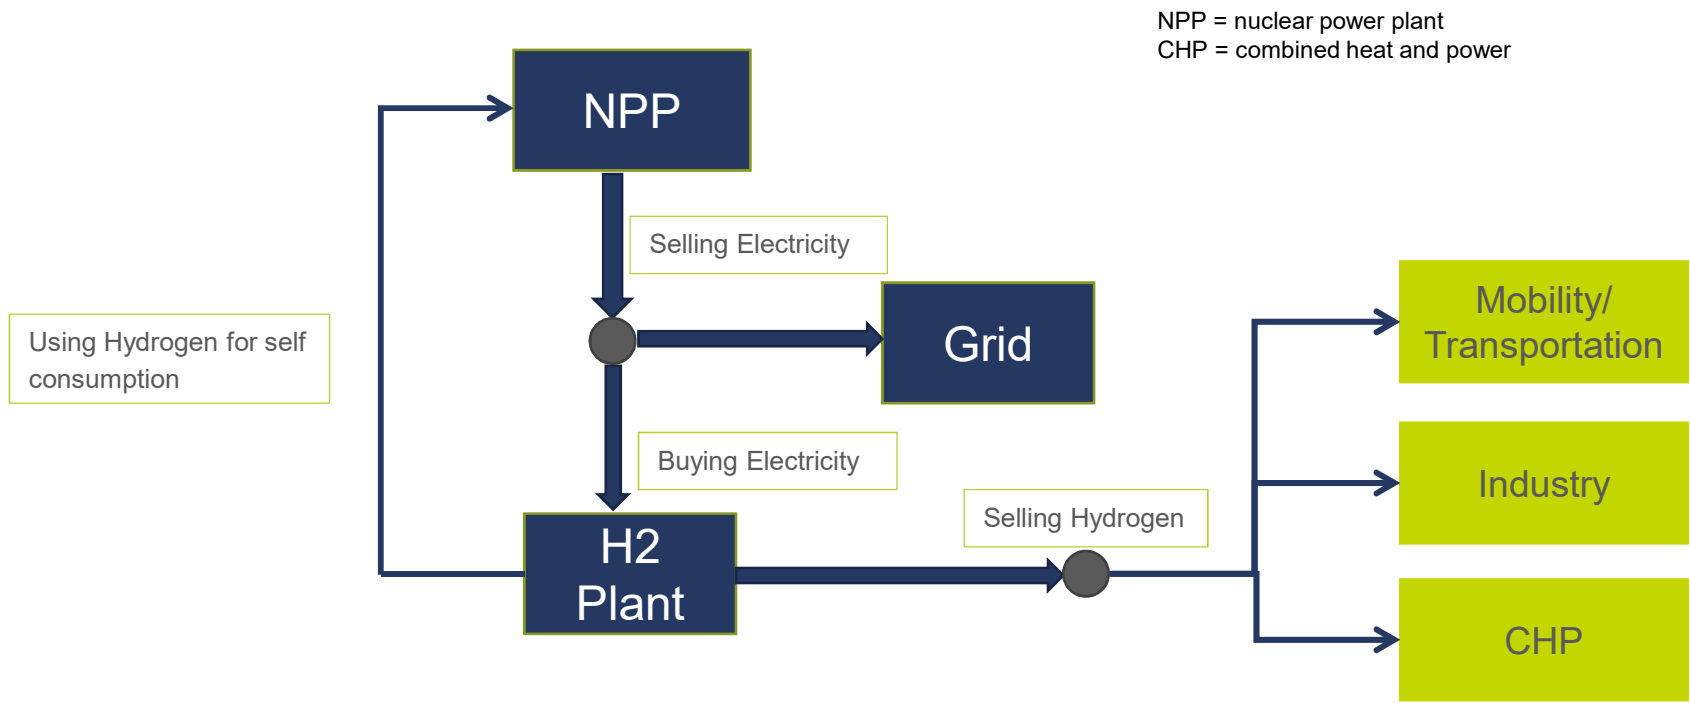 NPP = nuclear power plant
CHP = combined heat and power
NPP
Selling Electricity
Grid
Using Hydrogen for self
consumption
Buying Electricity
H2
Plant
Selling Hydrogen
Mobility/
Transportation
Industry
CHP